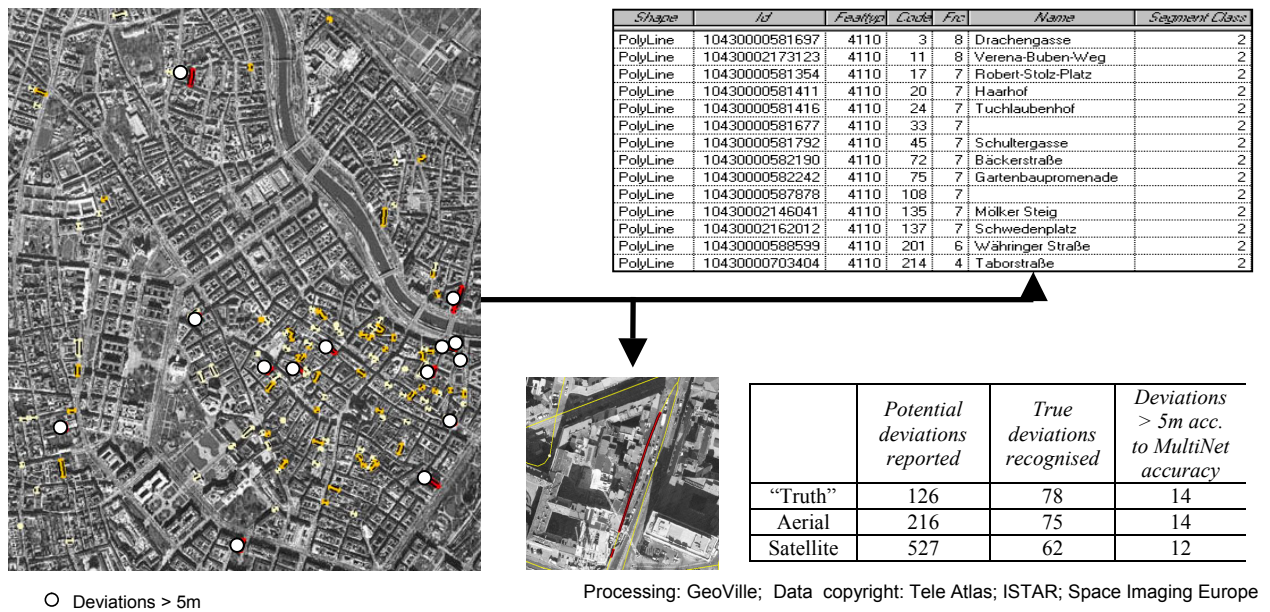 Shape Id Feattyp Code Frc Name Segment Class
PolyLine 10430000581697 4110 3 8 Drachengasse 2
PolyLine 10430002173123 4110 11 8 Verena-Buben-Weg 2
PolyLine 10430000581354 4110 17 7 Robert-Stolz-Platz 2
PolyLine 10430000581411 4110 20 7 Haarhof 2
PolyLine 10430000581416 4110 24 7 Tuchlaubenhof 2
PolyLine 10430000581677 4110 33 7 2
PolyLine 10430000581792 4110 45 7 Schultergasse 2
PolyLine 10430000582190 4110 72 7 Bäckerstraße 2
PolyLine 10430000582242 4110 75 7 Gartenbaupromenade 2
PolyLine 10430000587878 4110 108 7 2
PolyLine 10430002146041 4110 135 7 Mölker Steig 2
PolyLine 10430002162012 4110 137 7 Schwedenplatz 2
PolyLine 10430000588599 4110 201 6 Währinger Straße 2
PolyLine 10430000703404 4110 214 4 Taborstraße 2
Potential deviations reported True deviations recognised Deviations > 5m acc. to MultiNet accuracy
“Truth” 126 78 14
Aerial 216 75 14
Satellite 527 62 12
Processing: GeoVille; Data copyright: Tele Atlas; ISTAR; Space Imaging Europe
Deviations > 5m